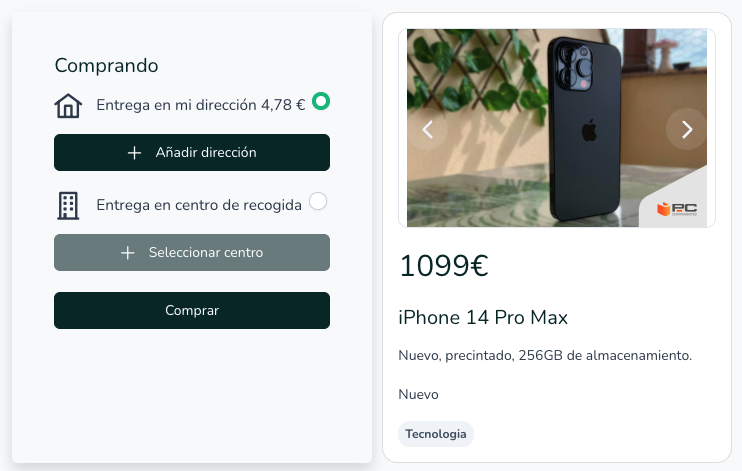 Comprando
Entrega en mi dirección 4,78 €
Añadir dirección
Entrega en centro de recogida
Seleccionar centro
Comprar
PC
COMPONENTES
1099€
iPhone 14 Pro Max
Nuevo, precintado, 256GB de almacenamiento.
Nuevo
Tecnologia